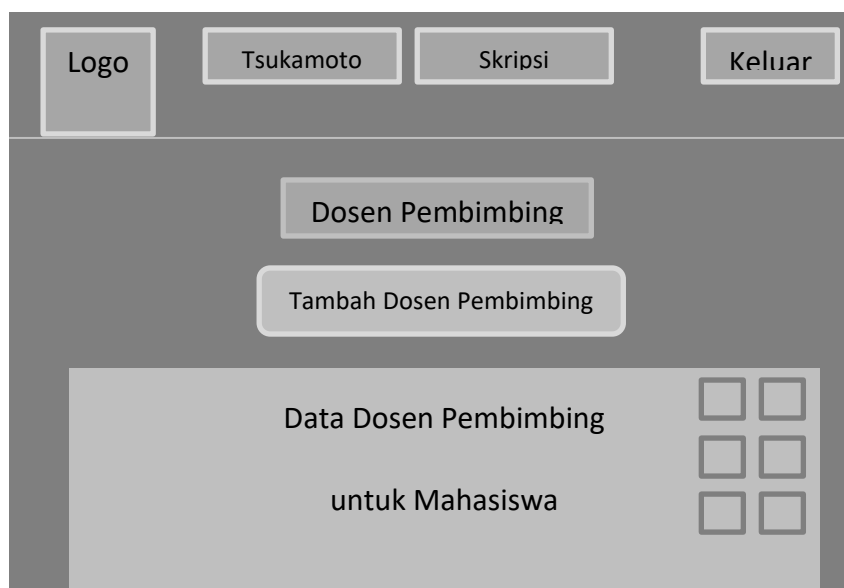 Logo
Tsukamoto
Skripsi
Keluar
Dosen Pembimbing
Tambah Dosen Pembimbing
Data Dosen Pembimbing
untuk Mahasiswa